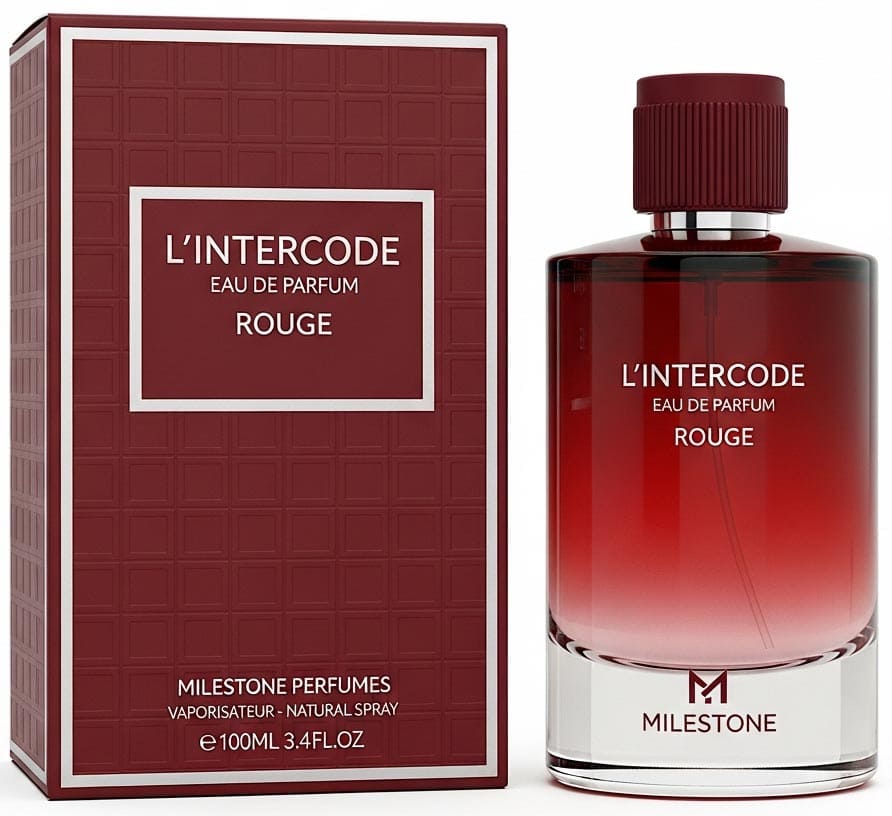 L'INTERCODE
EAU DE PARFUM
ROUGE
MILESTONE PERFUMES
VAPORISATEUR - NATURAL SPRAY
℮100ML 3.4FL.OZ
L'INTERCODE
EAU DE PARFUM
ROUGE
M
MILESTONE